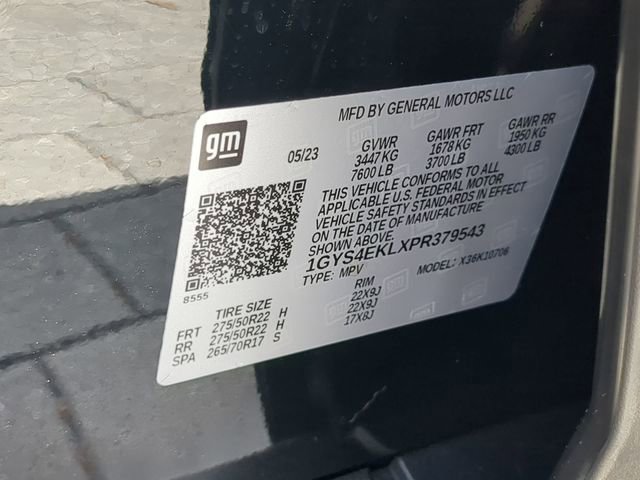 MFD BY GENERAL MOTORS LLC
gm
05/23
GVWR GAWR FRT GAWR RR
3447 KG 1678 KG 1950 KG
7600 LB 3700 LB 4300 LB
THIS VEHICLE CONFORMS TO ALL
APPLICABLE U.S. FEDERAL MOTOR
VEHICLE SAFETY STANDARDS IN EFFECT
ON THE DATE OF MANUFACTURE
SHOWN ABOVE.
1GYS4EKLXPR379543
TYPE: MPV MODEL: X36K10706
8555
TIRE SIZE RIM
FRT 275/50R22 H 22X9J
RR 275/50R22 H 22X9J
SPA 265/70R17 S 17X8J